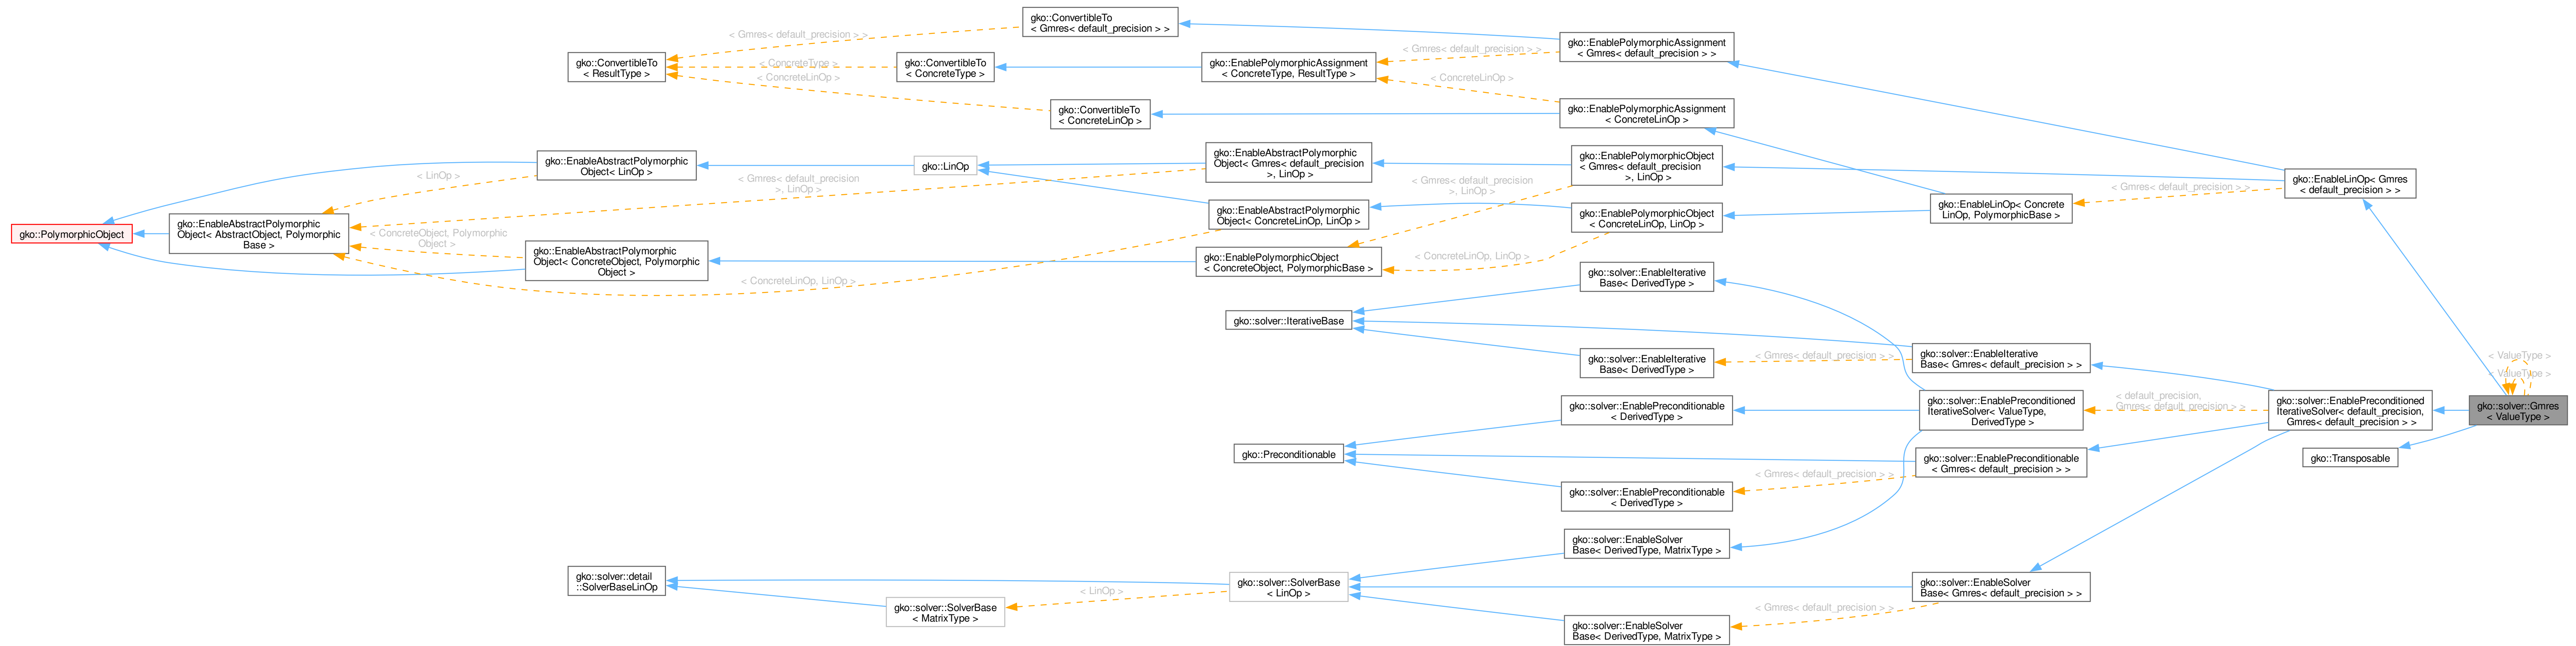 gko::ConvertibleTo
< Gmres< default_precision > >
< Gmres< default_precision > >
gko::ConvertibleTo
< ResultType >
< ConcreteType >
< ConcreteLinOp >
gko::ConvertibleTo
< ConcreteType >
gko::EnablePolymorphicAssignment
< ConcreteType, ResultType >
< Gmres< default_precision > >
< ConcreteLinOp >
gko::EnablePolymorphicAssignment
< Gmres< default_precision > >
gko::ConvertibleTo
< ConcreteLinOp >
gko::EnablePolymorphicAssignment
< ConcreteLinOp >
gko::PolymorphicObject
gko::EnableAbstractPolymorphic
Object< AbstractObject, Polymorphic
Base >
gko::EnableAbstractPolymorphic
Object< LinOp >
< LinOp >
< Gmres< default_precision
>, LinOp >
< ConcreteObject, Polymorphic
Object >
< ConcreteLinOp, LinOp >
gko::EnableAbstractPolymorphic
Object< ConcreteObject, Polymorphic
Object >
gko::LinOp
gko::EnableAbstractPolymorphic
Object< Gmres< default_precision
>, LinOp >
gko::EnableAbstractPolymorphic
Object< ConcreteLinOp, LinOp >
gko::EnablePolymorphicObject
< ConcreteObject, PolymorphicBase >
< Gmres< default_precision
>, LinOp >
< ConcreteLinOp, LinOp >
gko::EnablePolymorphicObject
< Gmres< default_precision
>, LinOp >
gko::EnablePolymorphicObject
< ConcreteLinOp, LinOp >
gko::EnableLinOp< Concrete
LinOp, PolymorphicBase >
< Gmres< default_precision > >
gko::EnableLinOp< Gmres
< default_precision > >
gko::solver::IterativeBase
gko::solver::EnableIterative
Base< DerivedType >
gko::solver::EnableIterative
Base< DerivedType >
< Gmres< default_precision > >
gko::solver::EnableIterative
Base< Gmres< default_precision > >
gko::Preconditionable
gko::solver::EnablePreconditionable
< DerivedType >
gko::solver::EnablePreconditionable
< DerivedType >
< Gmres< default_precision > >
gko::solver::EnablePreconditioned
IterativeSolver< ValueType,
DerivedType >
gko::solver::EnablePreconditionable
< Gmres< default_precision > >
< default_precision,
Gmres< default_precision > >
gko::solver::EnablePreconditioned
IterativeSolver< default_precision,
Gmres< default_precision > >
gko::Transposable
< ValueType >
< ValueType >
gko::solver::Gmres
< ValueType >
gko::solver::detail
::SolverBaseLinOp
gko::solver::SolverBase
< MatrixType >
< LinOp >
gko::solver::SolverBase
< LinOp >
gko::solver::EnableSolver
Base< DerivedType, MatrixType >
gko::solver::EnableSolver
Base< DerivedType, MatrixType >
< Gmres< default_precision > >
gko::solver::EnableSolver
Base< Gmres< default_precision > >